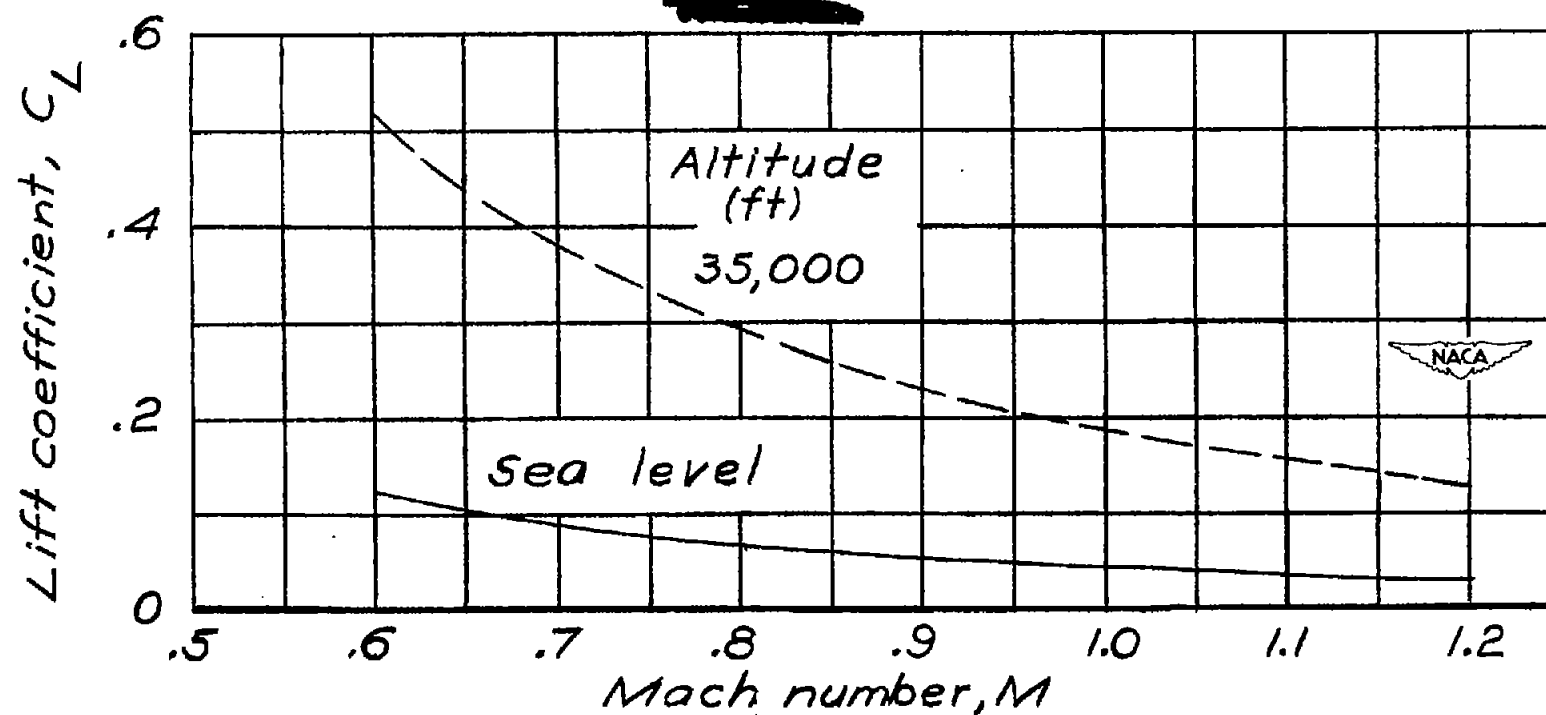 Lift coefficient, C_L
.6
.4
.2
0
Altitude
(ft)
35,000
Sea level
NACA
.5 .6 .7 .8 .9 1.0 1.1 1.2
Mach number, M